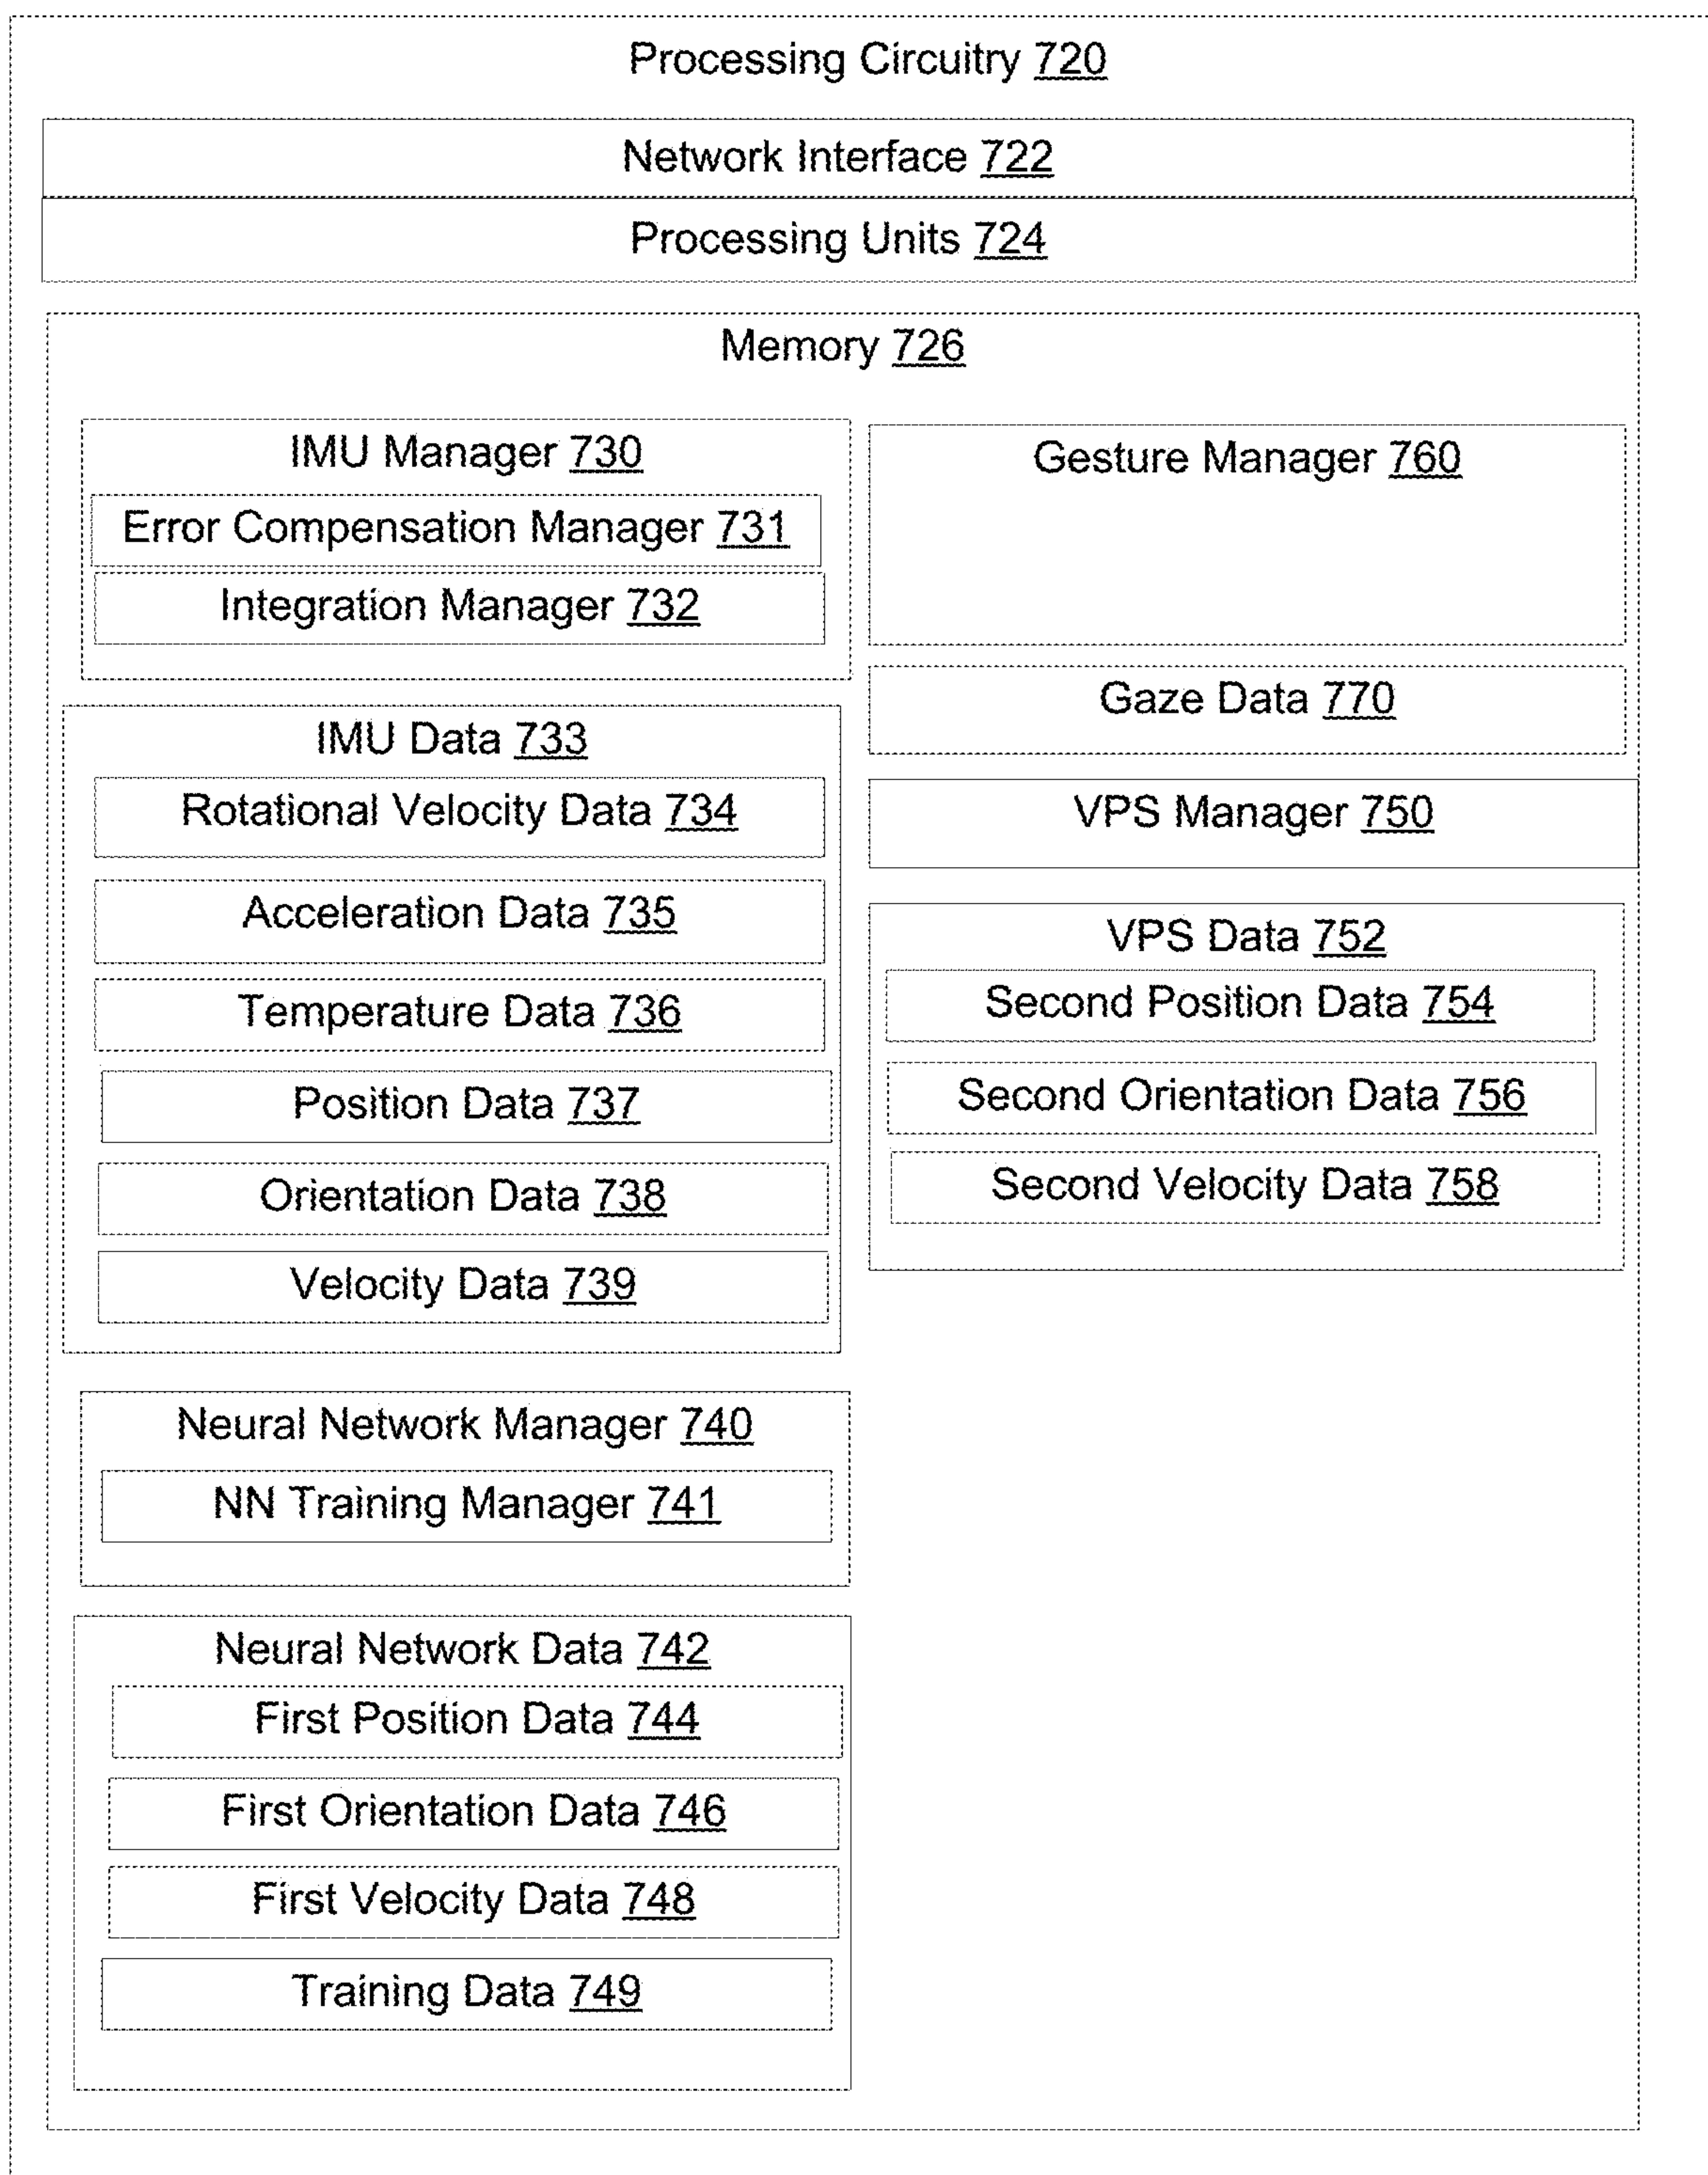 Processing Circuitry 720
Network Interface 722
Processing Units 724
Memory 726
IMU Manager 730
Error Compensation Manager 731
Integration Manager 732
IMU Data 733
Rotational Velocity Data 734
Acceleration Data 735
Temperature Data 736
Position Data 737
Orientation Data 738
Velocity Data 739
Neural Network Manager 740
NN Training Manager 741
Neural Network Data 742
First Position Data 744
First Orientation Data 746
First Velocity Data 748
Training Data 749
Gesture Manager 760
Gaze Data 770
VPS Manager 750
VPS Data 752
Second Position Data 754
Second Orientation Data 756
Second Velocity Data 758